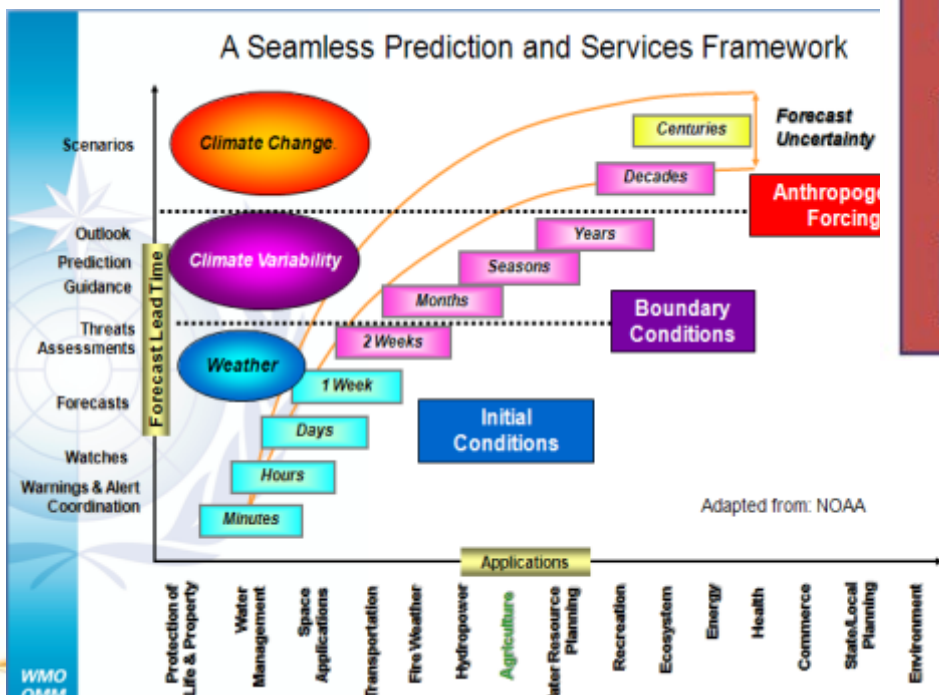 A Seamless Prediction and Services Framework
Scenarios
Outlook
Prediction
Guidance
Threats
Assessments
Forecasts
Watches
Warnings & Alert
Coordination
Forecast Lead Time
Climate Change.
Climate Variability
Weather
Centuries
Decades
Years
Seasons
Months
2 Weeks
1 Week
Days
Hours
Minutes
Forecast
Uncertainty
Anthropoge
Forcing
Boundary
Conditions
Initial
Conditions
Adapted from: NOAA
Applications
Protection of
Life & Property
Water
Management
Space
Applications
Transportation
Fire Weather
Hydropower
Agriculture
ater Resource
Planning
Recreation
Ecosystem
Energy
Health
Commerce
State/Local
Planning
Environment
WMO
OMM